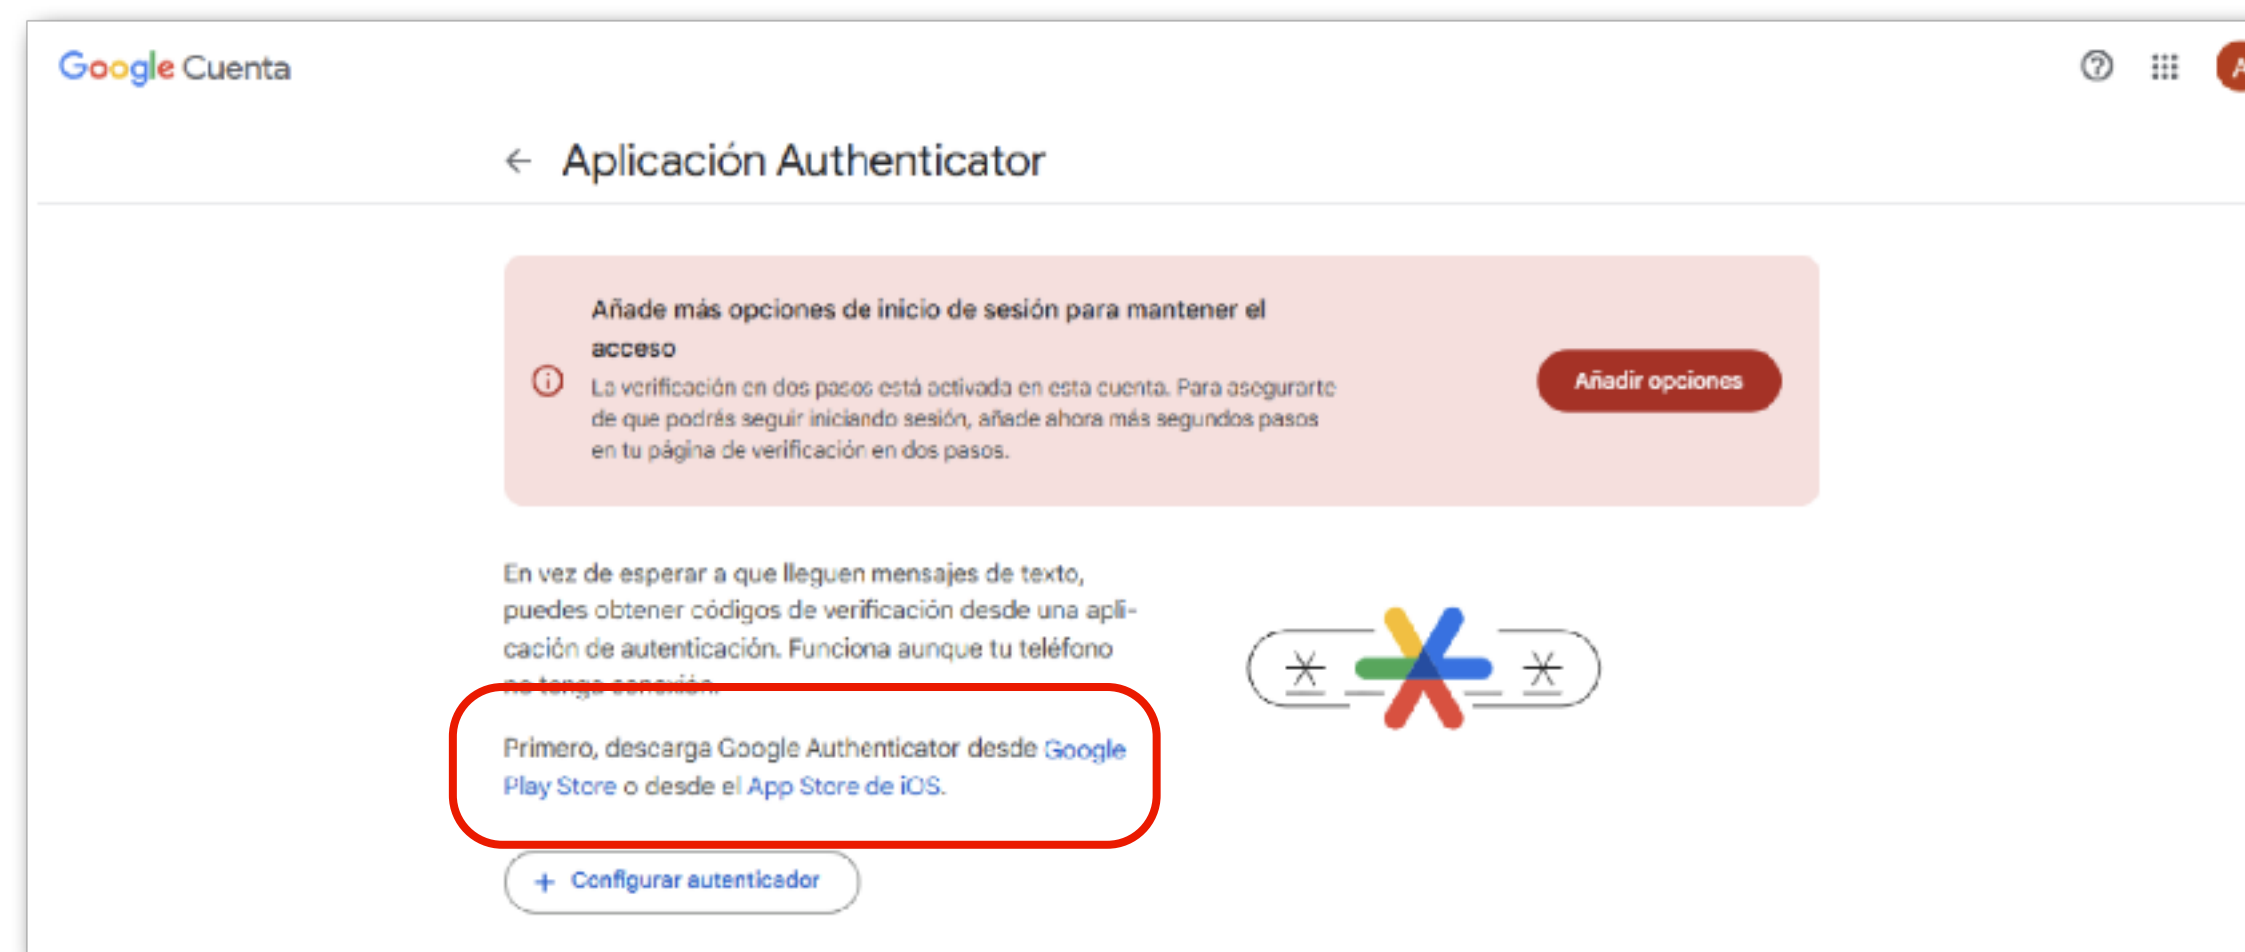 Google Cuenta
A
Aplicación Authenticator
Añade más opciones de inicio de sesión para mantener el
acceso
La verificación en dos pasos está activada en esta cuenta. Para asegurarte
de que podrás seguir iniciando sesión, añade ahora más segundos pasos
en tu página de verificación en dos pasos.
Añadir opciones
En vez de esperar a que lleguen mensajes de texto,
puedes obtener códigos de verificación desde una apli-
cación de autenticación. Funciona aunque tu teléfono
no tenga conexión.
Primero, descarga Google Authenticator desde Google
Play Store o desde el App Store de iOS.
+ Configurar autenticador